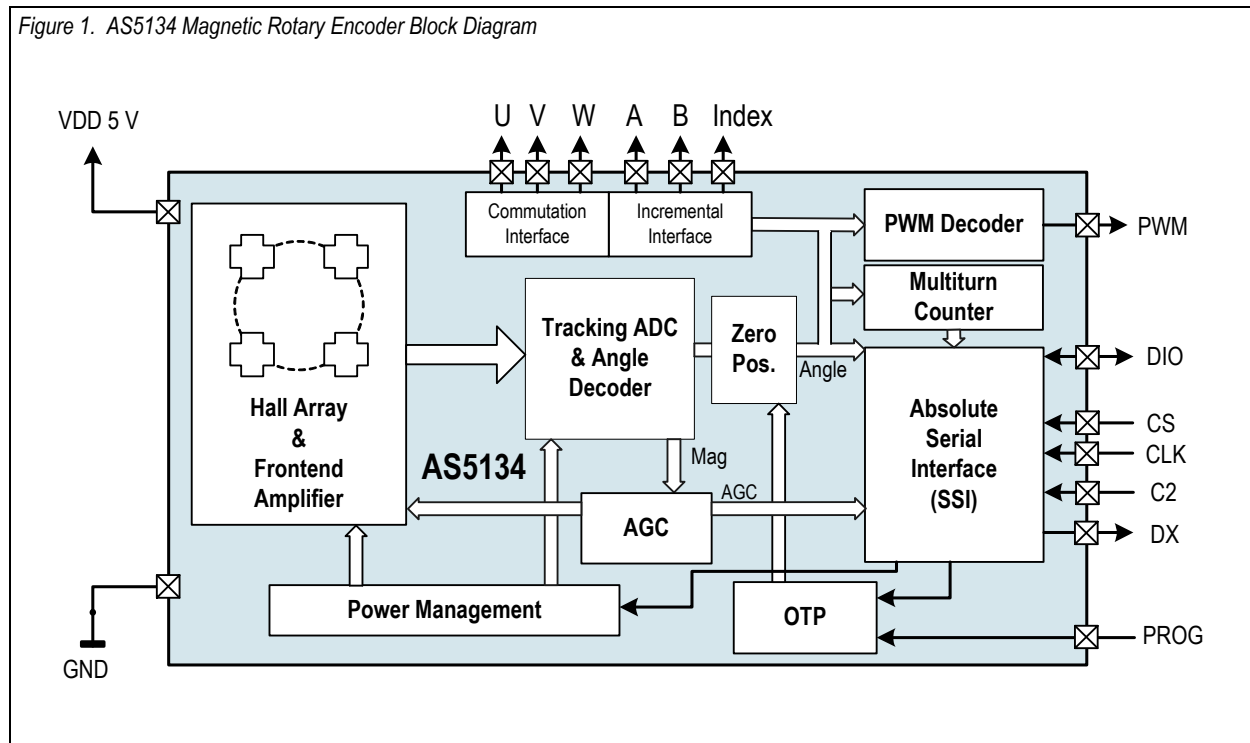 Figure 1. AS5134 Magnetic Rotary Encoder Block Diagram
U V W A B Index
VDD 5 V
Commutation
Interface
Incremental
Interface
PWM Decoder
PWM
Multiturn
Counter
Tracking ADC
& Angle
Decoder
Zero
Pos.
Angle
Hall Array
&
Frontend
Amplifier
AS5134
Mag
AGC
AGC
Absolute
Serial
Interface
(SSI)
DIO
CS
CLK
C2
DX
Power Management
OTP
PROG
GND